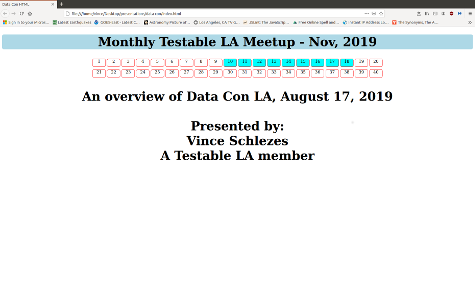 Data Con HTML
Monthly Testable LA Meetup - Nov, 2019
1 2 3 4 5 6 7 8 9 10 11 12 13 14 15 16 17 18 19 20
21 22 23 24 25 26 27 28 29 30 31 32 33 34 35 36 37 38 39 40
An overview of Data Con LA, August 17, 2019
Presented by:
Vince Schlezes
A Testable LA member